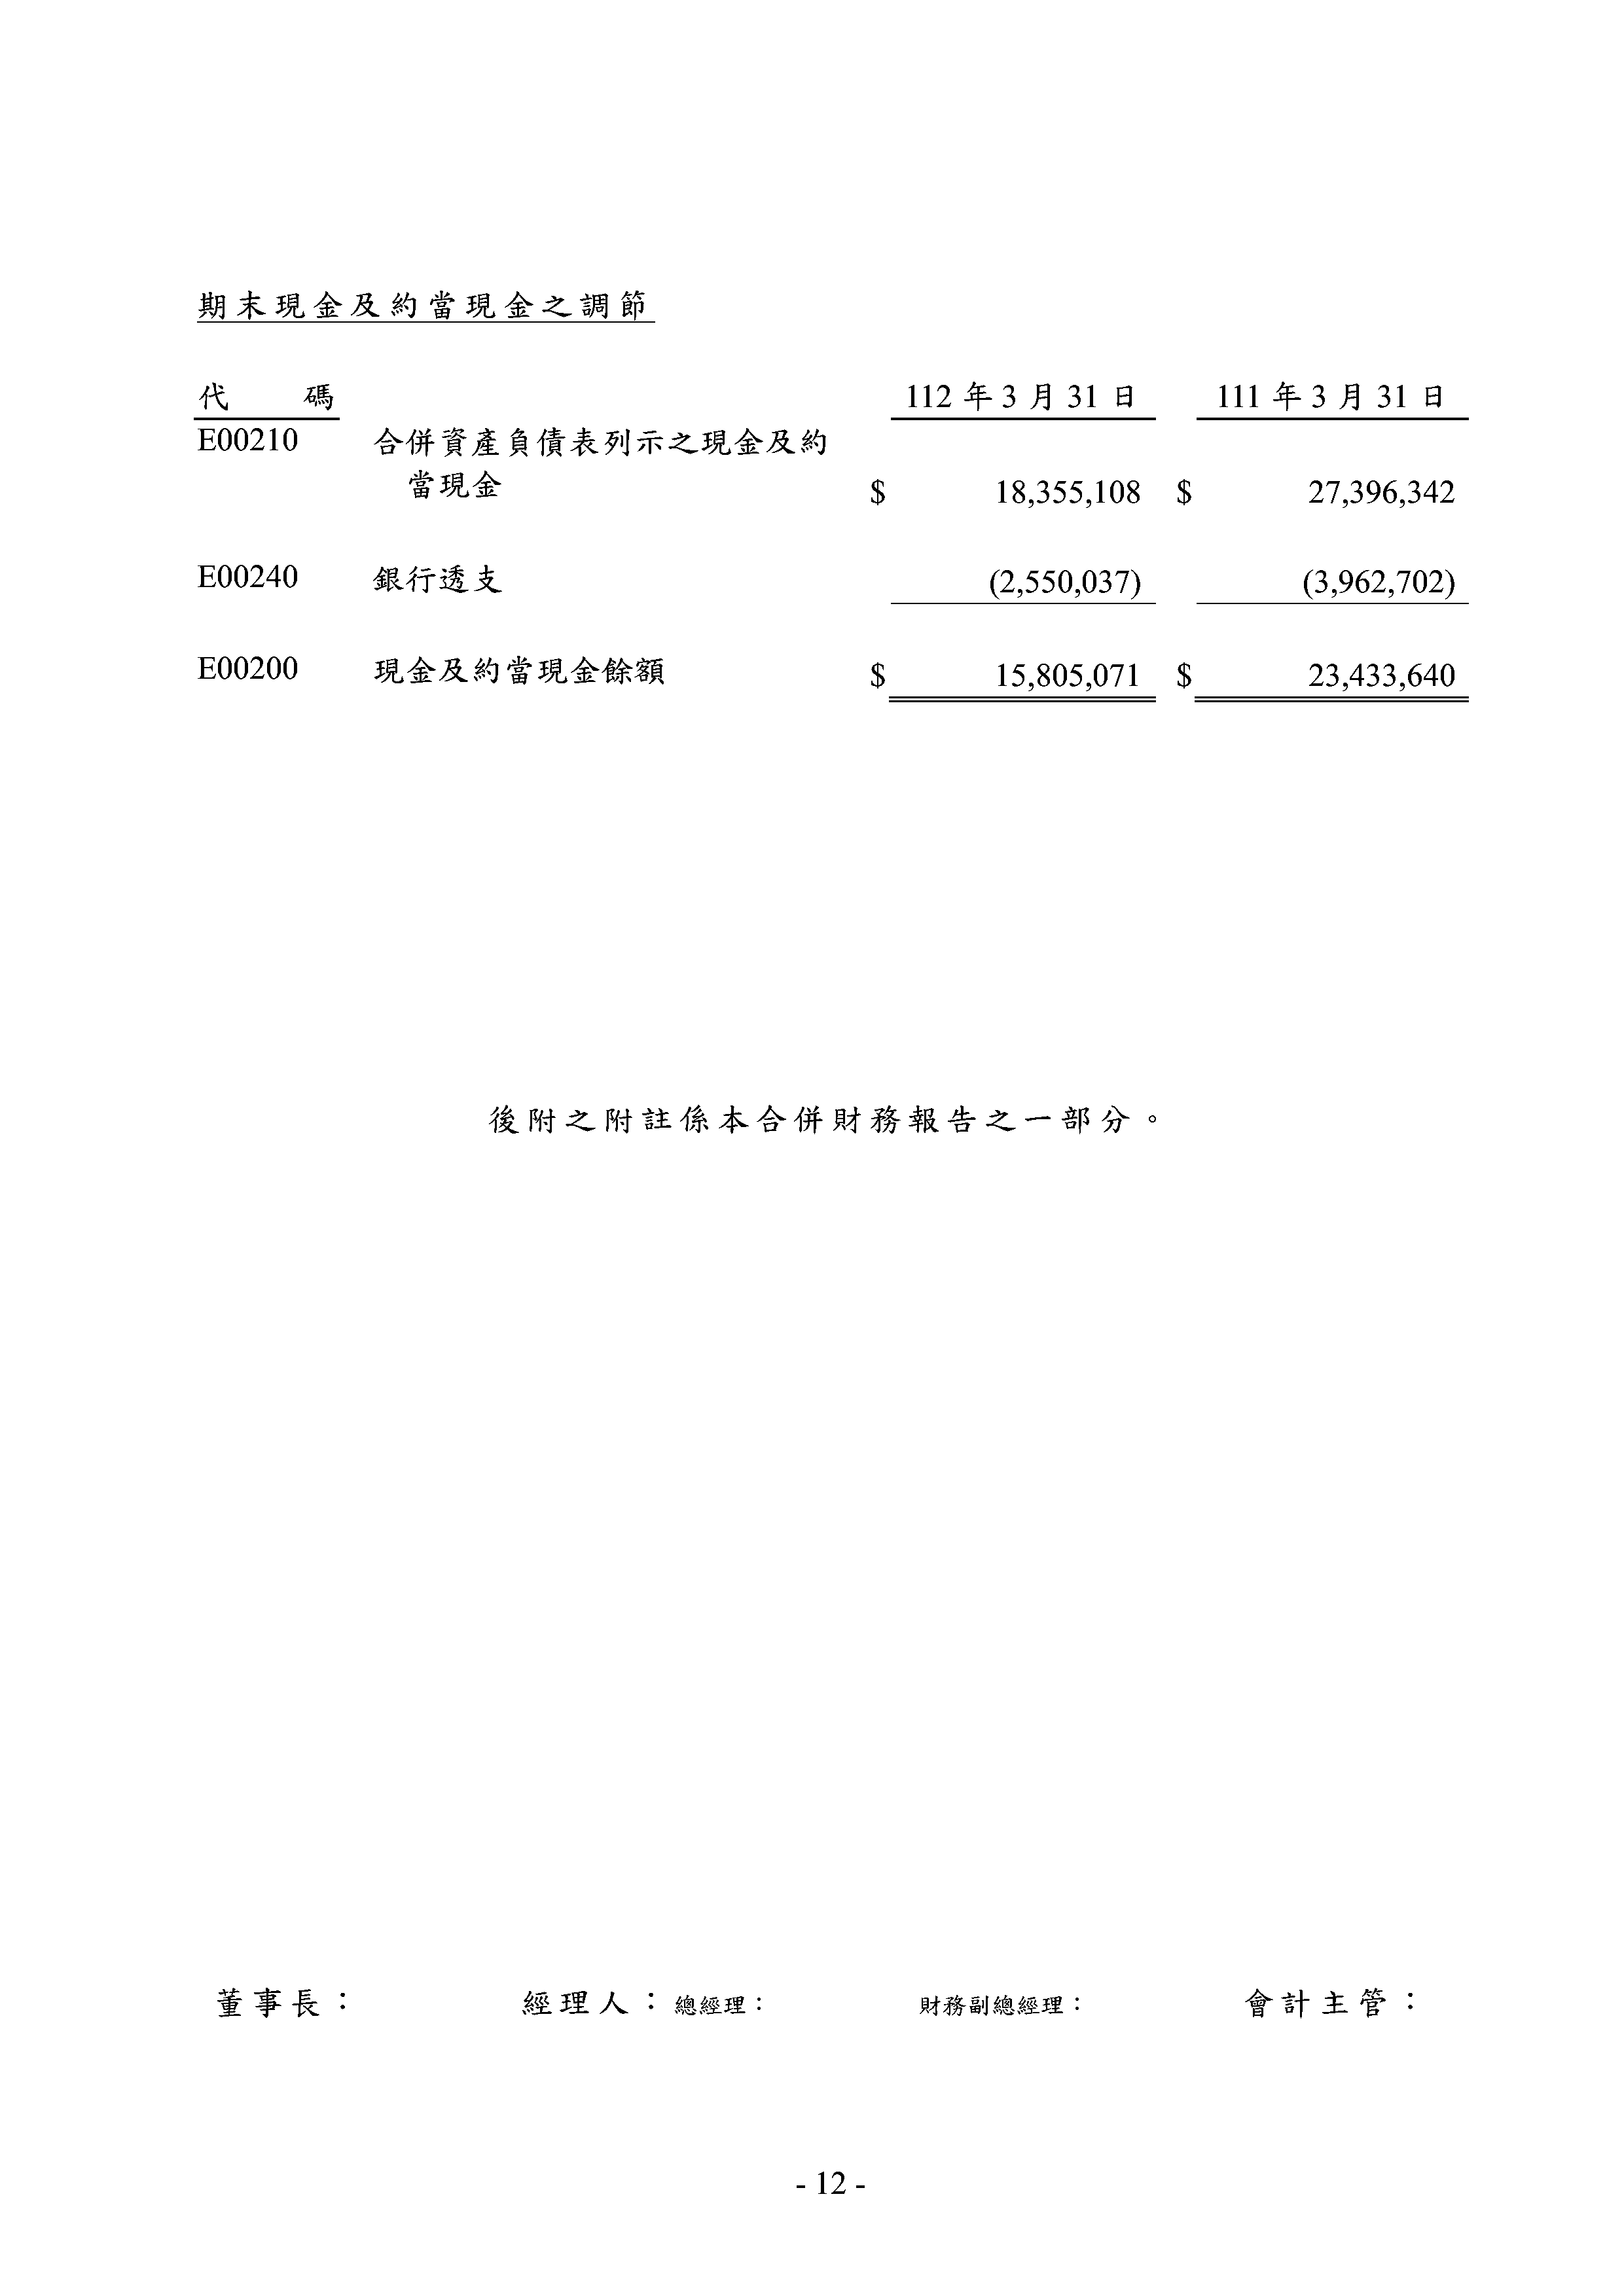 期末現金及約當現金之調節
代 碼 112 年 3 月 31 日 111 年 3 月 31 日
E00210 合併資產負債表列示之現金及約
當現金 $ 18,355,108 $ 27,396,342
E00240 銀行透支 (2,550,037) (3,962,702)
E00200 現金及約當現金餘額 $ 15,805,071 $ 23,433,640
後附之附註係本合併財務報告之一部分。
董事長： 經理人：總經理： 財務副總經理： 會計主管：
- 12 -